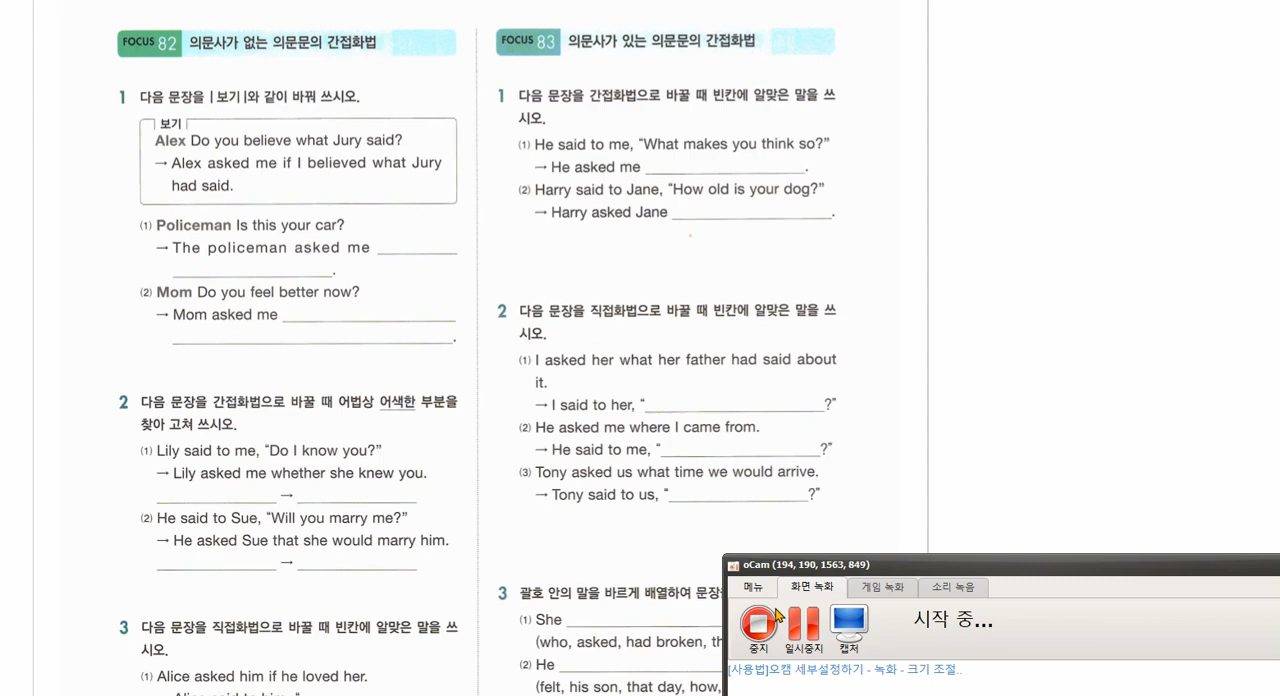 FOCUS 82 의문사가 없는 의문문의 간접화법
1 다음 문장을 | 보기 |와 같이 바꿔 쓰시오.
보기
Alex Do you believe what Jury said?
→ Alex asked me if I believed what Jury
had said.
(1) Policeman Is this your car?
→ The policeman asked me ____
____.
(2) Mom Do you feel better now?
→ Mom asked me ____
____.
2 다음 문장을 간접화법으로 바꿀 때 어법상 어색한 부분을
찾아 고쳐 쓰시오.
(1) Lily said to me, “Do I know you?”
→ Lily asked me whether she knew you.
____ → ____
(2) He said to Sue, “Will you marry me?”
→ He asked Sue that she would marry him.
____ → ____
3 다음 문장을 직접화법으로 바꿀 때 빈칸에 알맞은 말을 쓰
시오.
(1) Alice asked him if he loved her.
FOCUS 83 의문사가 있는 의문문의 간접화법
1 다음 문장을 간접화법으로 바꿀 때 빈칸에 알맞은 말을 쓰
시오.
(1) He said to me, “What makes you think so?”
→ He asked me ____.
(2) Harry said to Jane, “How old is your dog?”
→ Harry asked Jane ____.
2 다음 문장을 직접화법으로 바꿀 때 빈칸에 알맞은 말을 쓰
시오.
(1) I asked her what her father had said about
it.
→ I said to her, “____?”
(2) He asked me where I came from.
→ He said to me, “____?”
(3) Tony asked us what time we would arrive.
→ Tony said to us, “____?”
3 괄호 안의 말을 바르게 배열하여 문장
(1) She ____
(who, asked, had broken, th
(2) He ____
(felt, his son, that day, how,
oCam (194, 190, 1563, 849)
메뉴 화면 녹화 게임 녹화 소리 녹음
중지 일시중지 캡처
시작 중...
[사용법]오캠 세부설정하기 - 녹화 - 크기 조절..